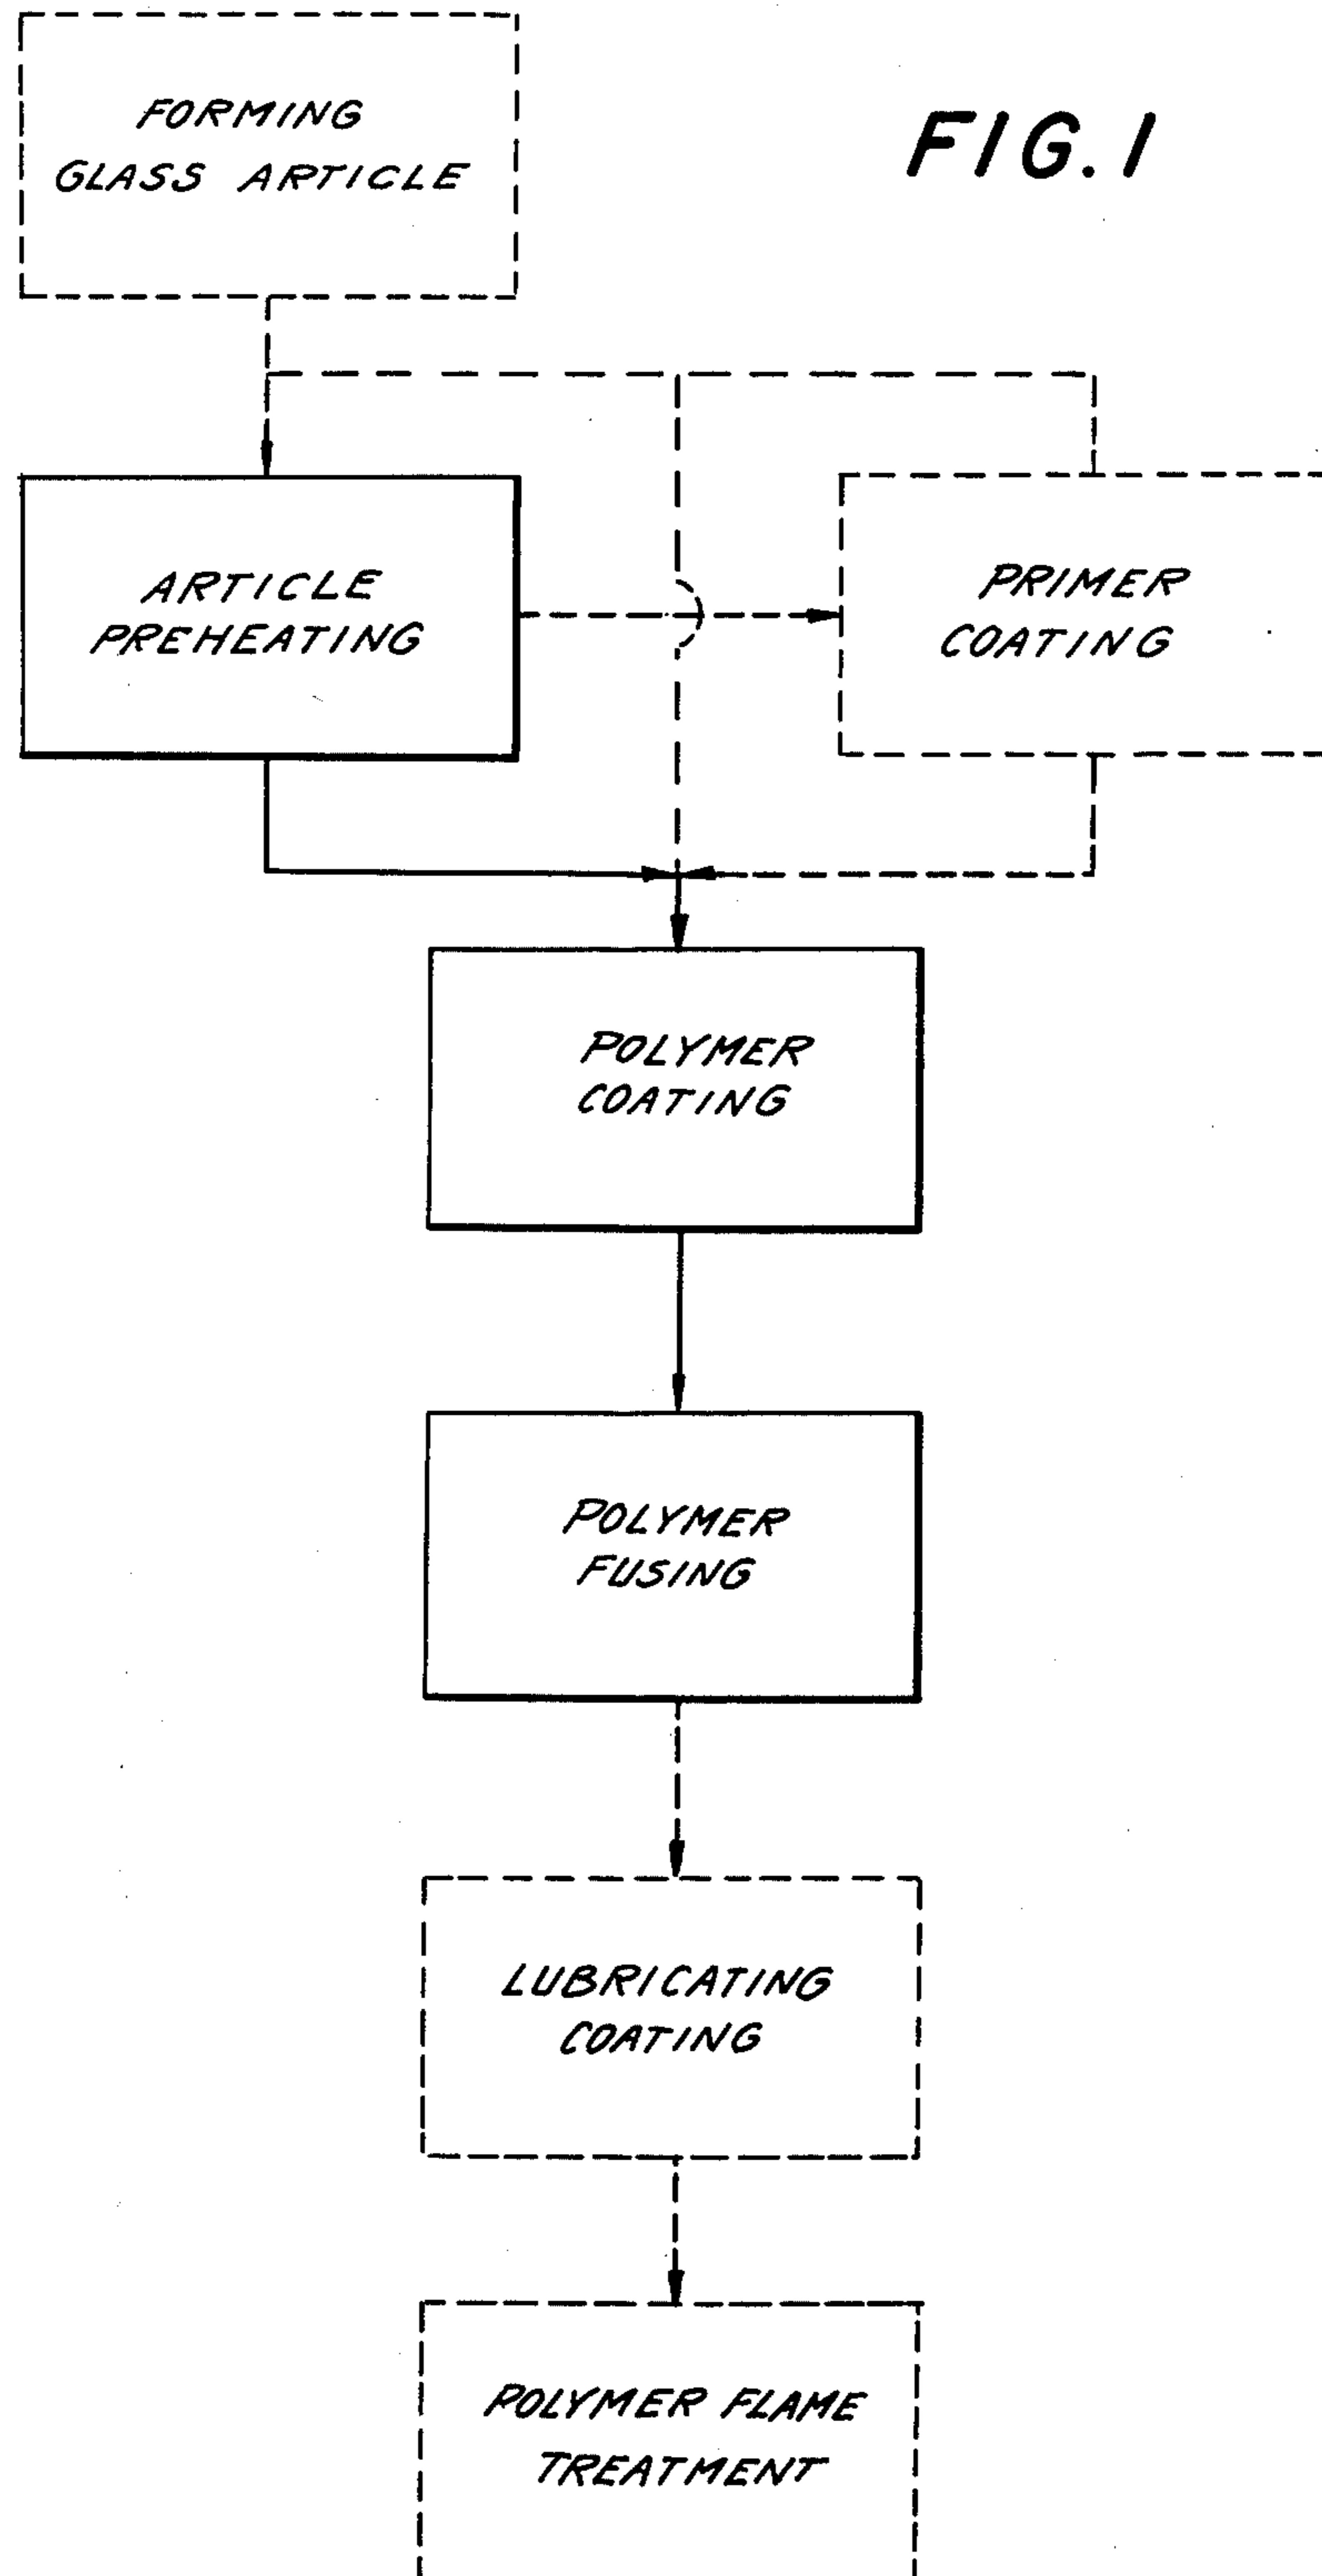 FORMING
GLASS ARTICLE
FIG. 1
ARTICLE
PREHEATING
PRIMER
COATING
POLYMER
COATING
POLYMER
FUSING
LUBRICATING
COATING
POLYMER FLAME
TREATMENT